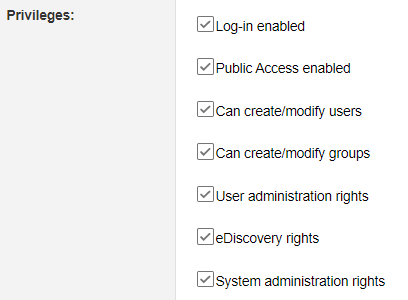 Privileges:
Log-in enabled
Public Access enabled
Can create/modify users
Can create/modify groups
User administration rights
eDiscovery rights
System administration rights